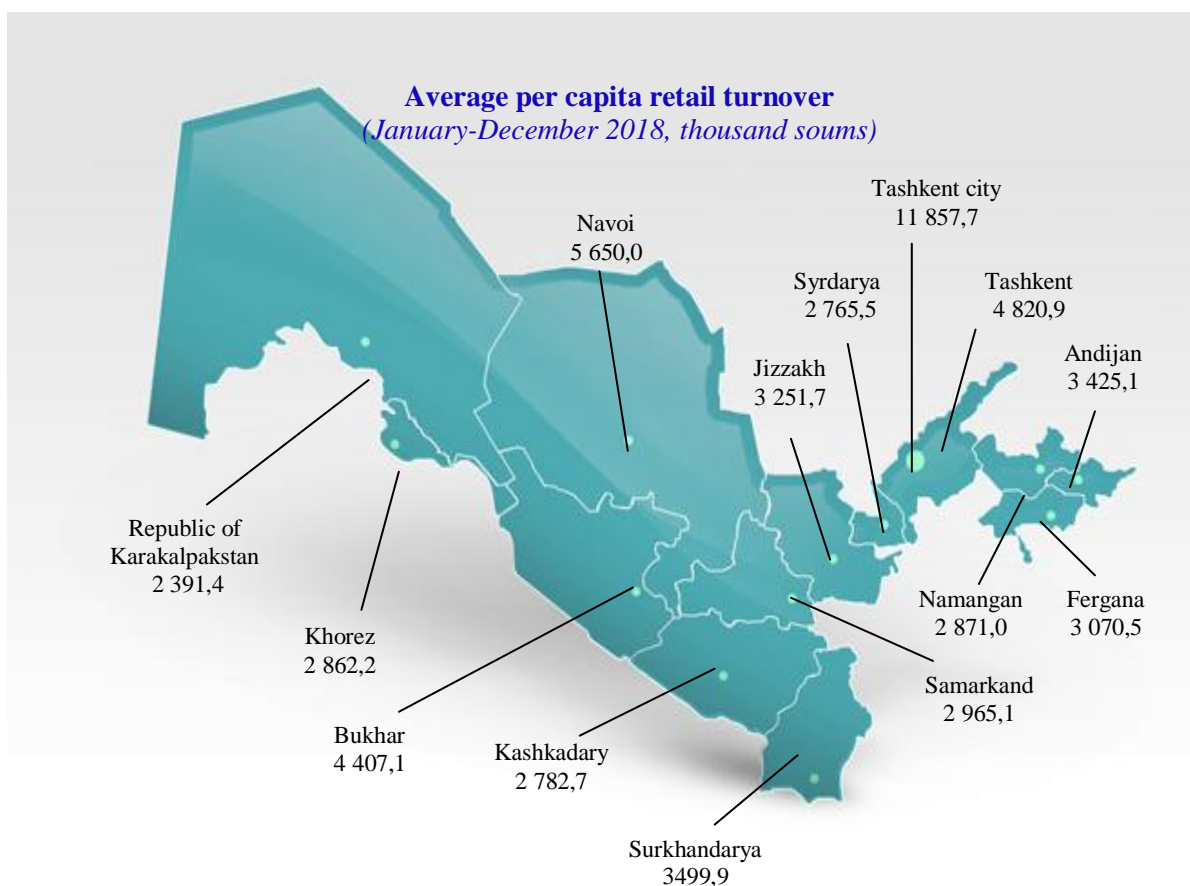 Average per capita retail turnover
(January-December 2018, thousand soums)
Tashkent city
11 857,7
Navoi
5 650,0
Syrdarya
2 765,5
Tashkent
4 820,9
Jizzakh
3 251,7
Andijan
3 425,1
Republic of
Karakalpakstan
2 391,4
Khorez
2 862,2
Bukhar
4 407,1
Kashkadary
2 782,7
Surkhandarya
3499,9
Samarkand
2 965,1
Namangan
2 871,0
Fergana
3 070,5